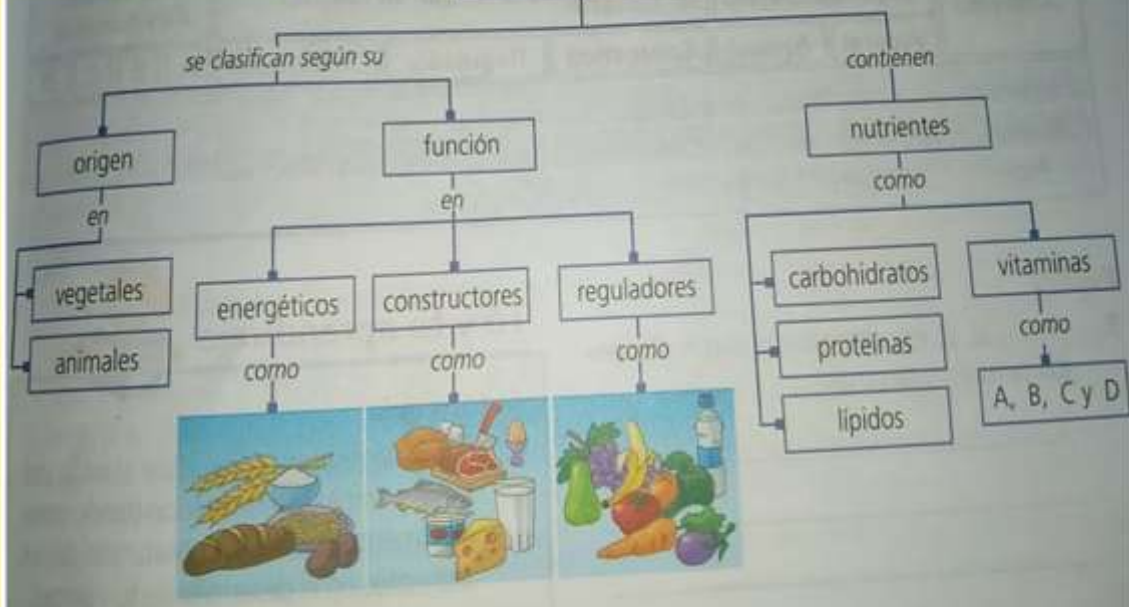 se clasifican según su
contienen
origen
función
nutrientes
en
en
como
vegetales
animales
energéticos
constructores
reguladores
carbohidratos
proteínas
lípidos
vitaminas
como
como
como
como
A, B, C y D